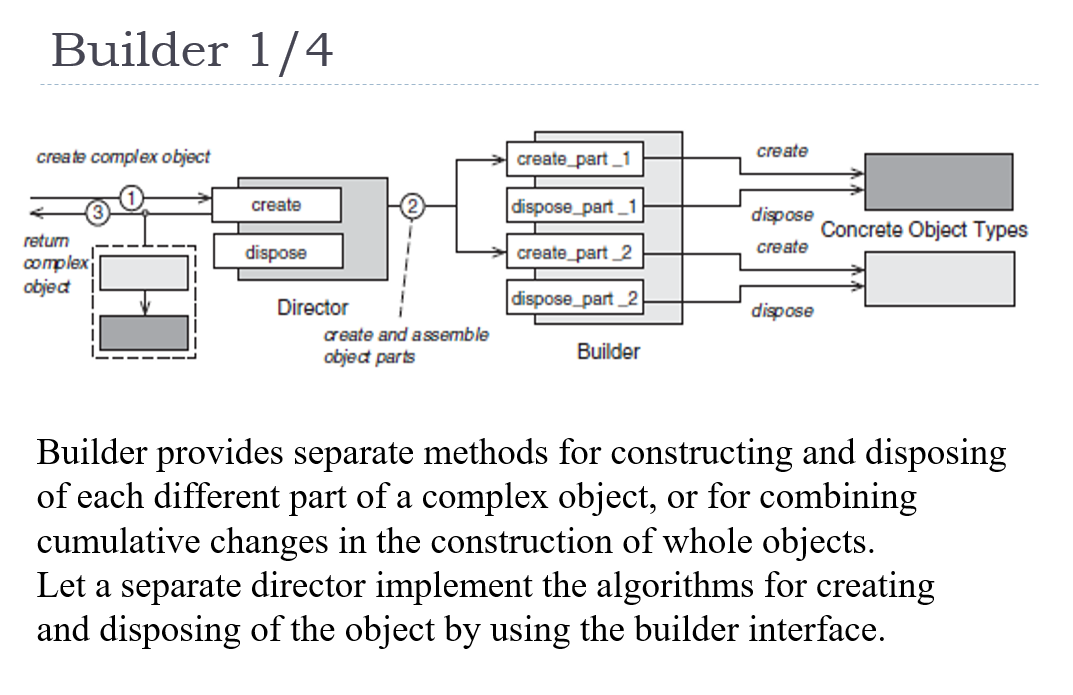 Builder 1/4
create complex object
1
3
return
complex
object
create
dispose
Director
2
create and assemble
object parts
create_part _1
dispose_part _1
create_part _2
dispose_part _2
Builder
create
dispose
Concrete Object Types
create
dispose
Builder provides separate methods for constructing and disposing
of each different part of a complex object, or for combining
cumulative changes in the construction of whole objects.
Let a separate director implement the algorithms for creating
and disposing of the object by using the builder interface.